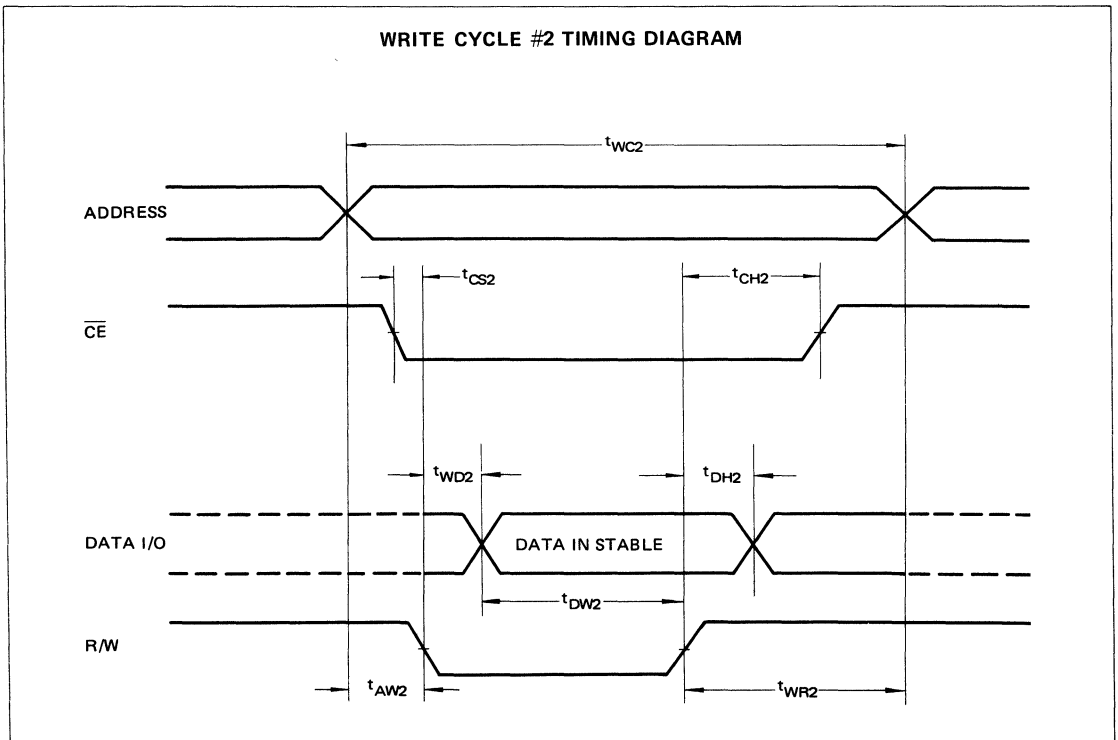 WRITE CYCLE #2 TIMING DIAGRAM
tWC2
ADDRESS
tCS2
tCH2
CE
tWD2
tDH2
DATA I/O
DATA IN STABLE
tDW2
R/W
tAW2
tWR2